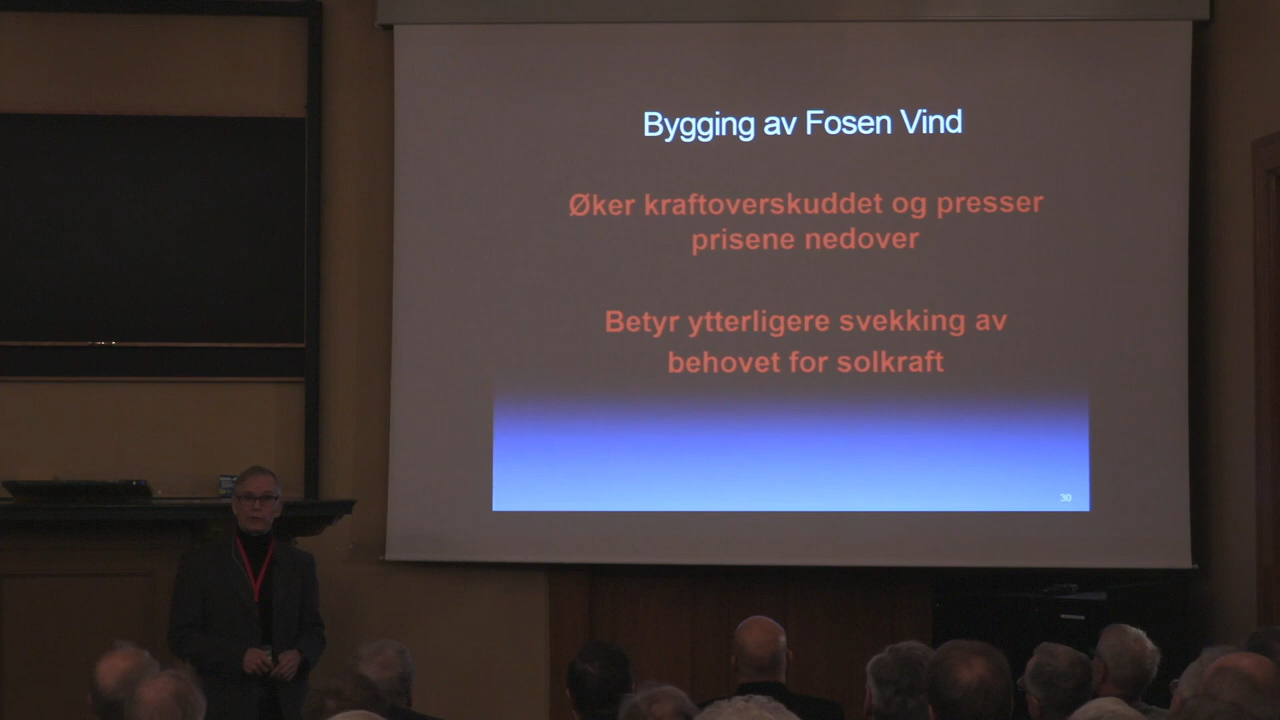 Bygging av Fosen Vind
Øker kraftoverskuddet og presser
prisene nedover
Betyr ytterligere svekking av
behovet for solkraft
30